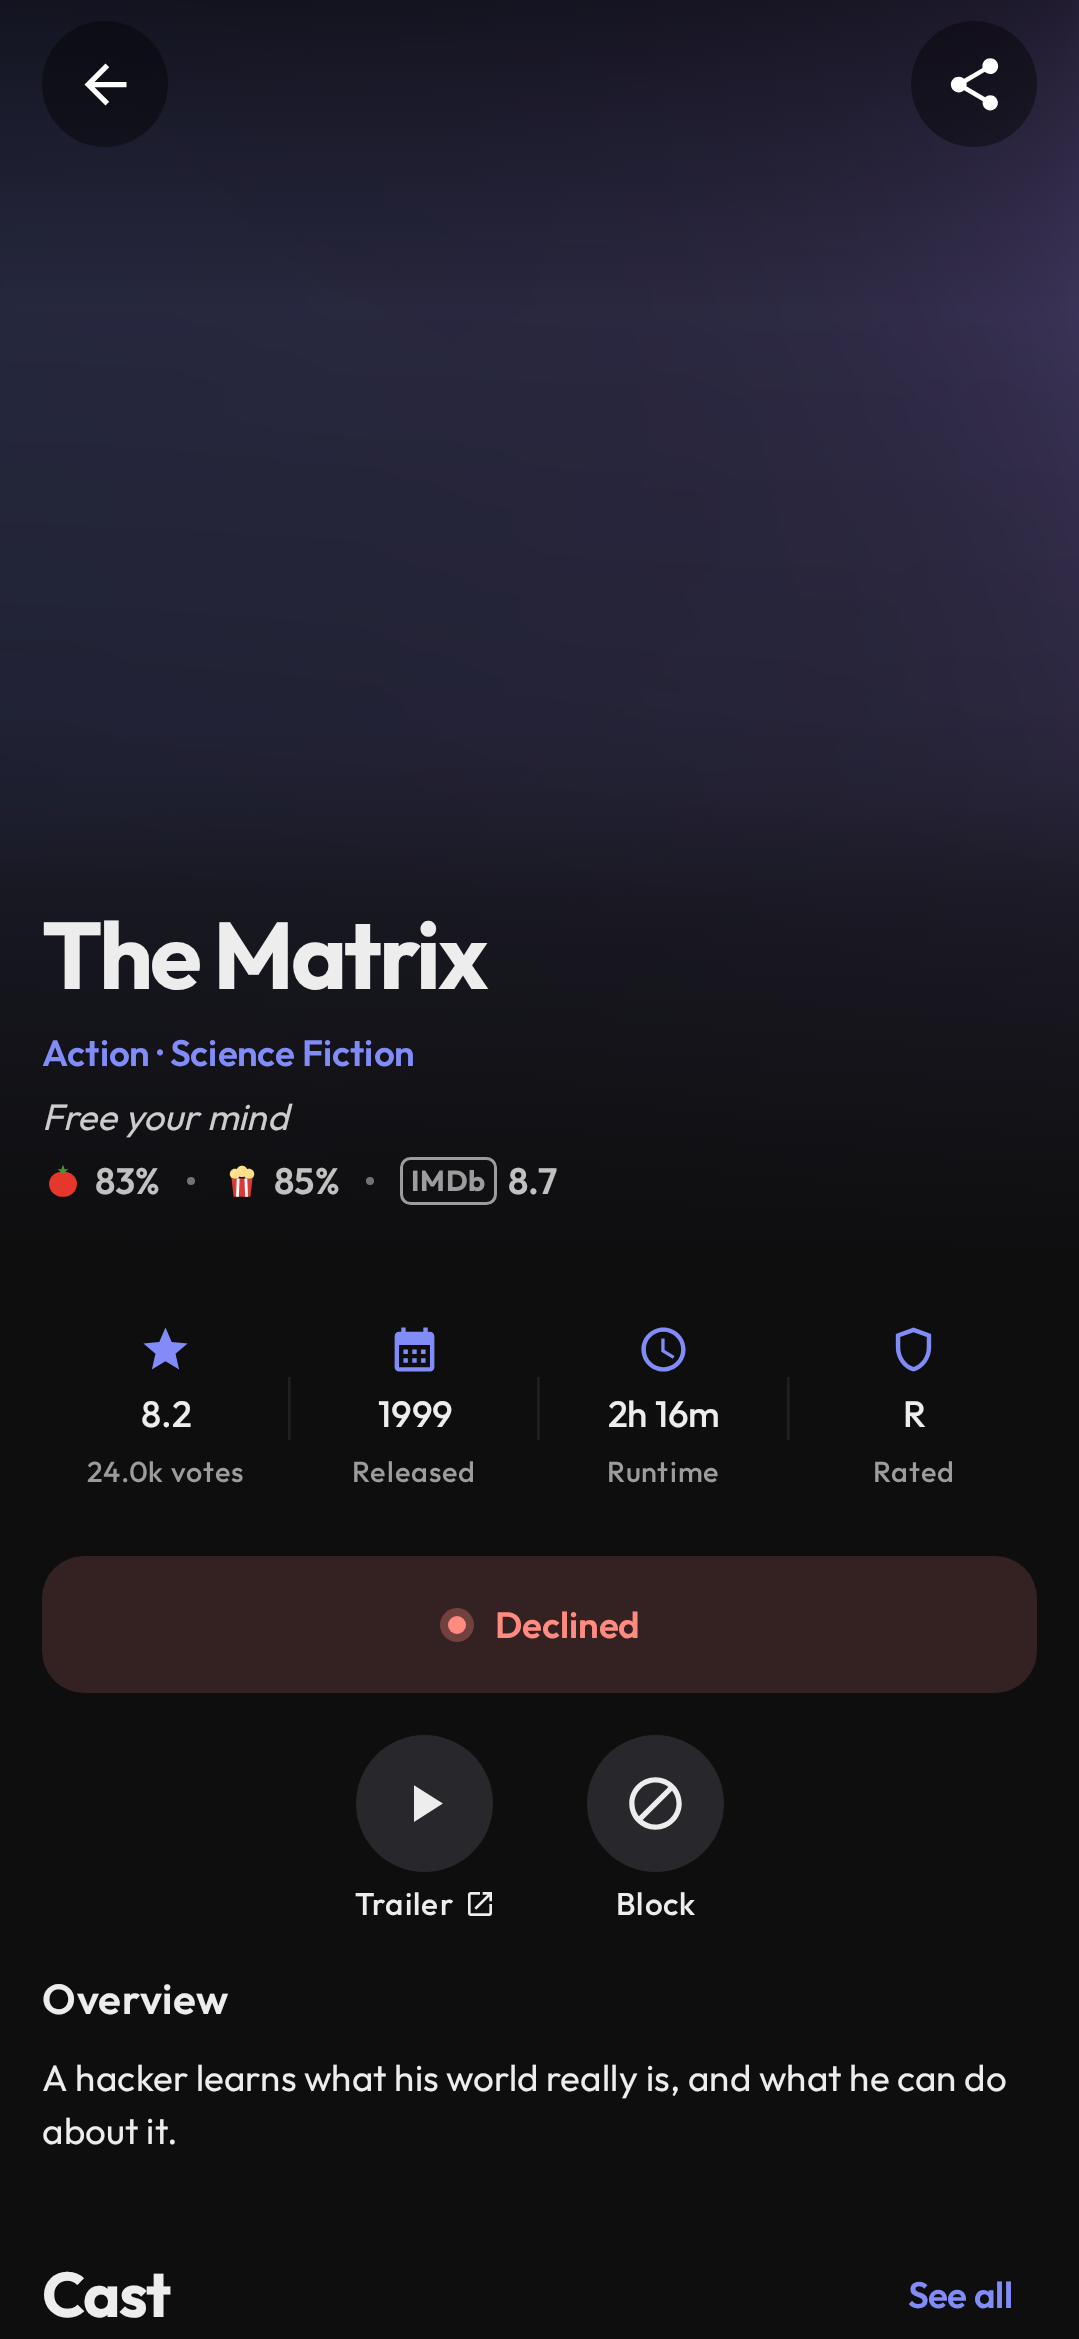 The Matrix
Action · Science Fiction
Free your mind
83% • 85% • IMDb 8.7
8.2
24.0k votes
1999
Released
2h 16m
Runtime
R
Rated
Declined
Trailer
Block
Overview
A hacker learns what his world really is, and what he can do
about it.
Cast
See all